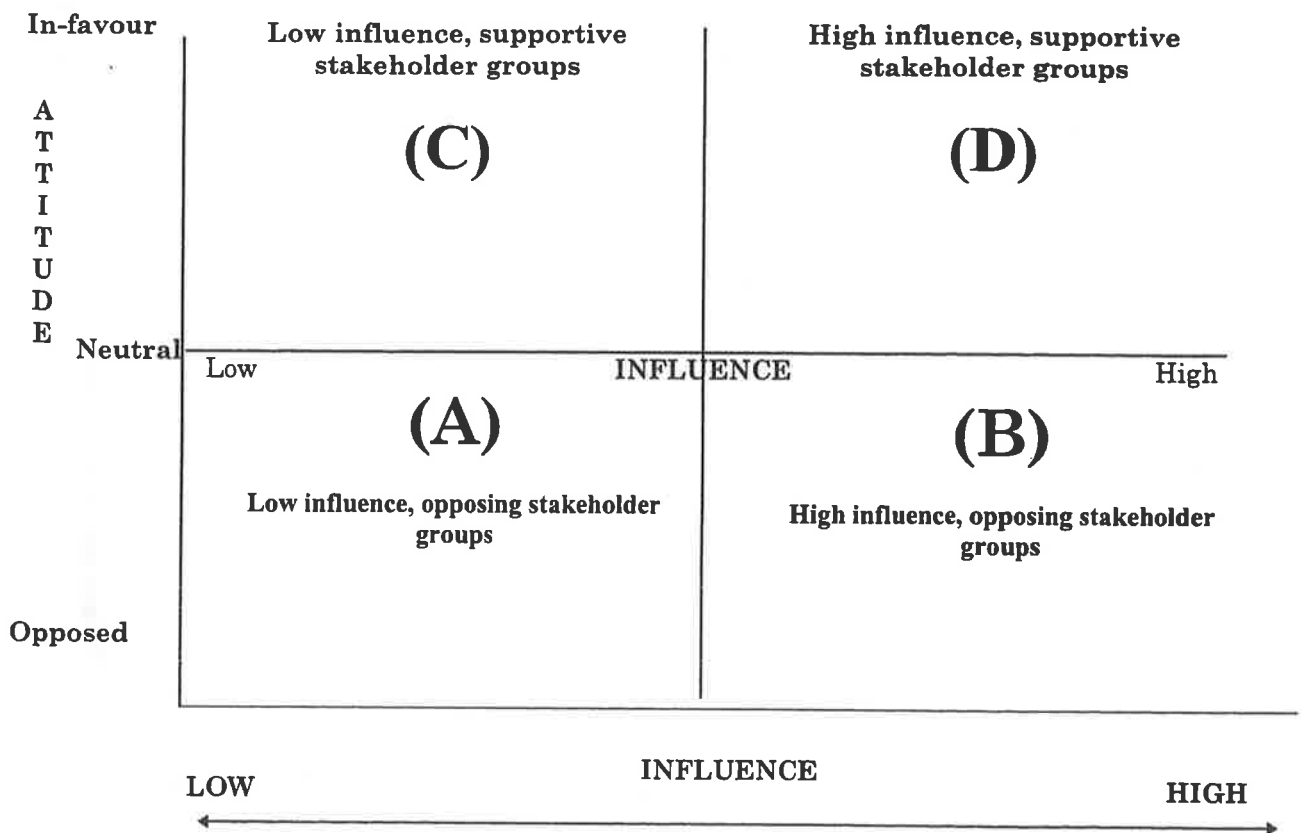 In-favour
Low influence, supportive
stakeholder groups
High influence, supportive
stakeholder groups
A
T
T
I
T
U
D
E
(C)
(D)
Neutral
Low
INFLUENCE
High
(A)
(B)
Low influence, opposing stakeholder
groups
High influence, opposing stakeholder
groups
Opposed
LOW
INFLUENCE
HIGH